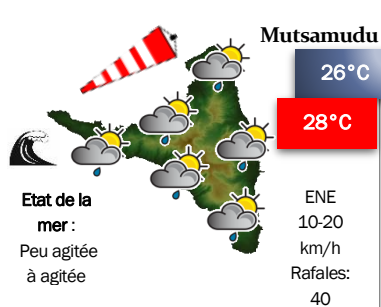 Mutsamudu
26°C
28°C
Etat de la
mer :
Peu agitée
à agitée
ENE
10-20
km/h
Rafales:
40